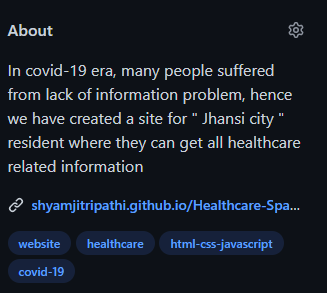 About
In covid-19 era, many people suffered
from lack of information problem, hence
we have created a site for " Jhansi city "
resident where they can get all healthcare
related information
shyamjitripathi.github.io/Healthcare-Spa...
website healthcare html-css-javascript
covid-19